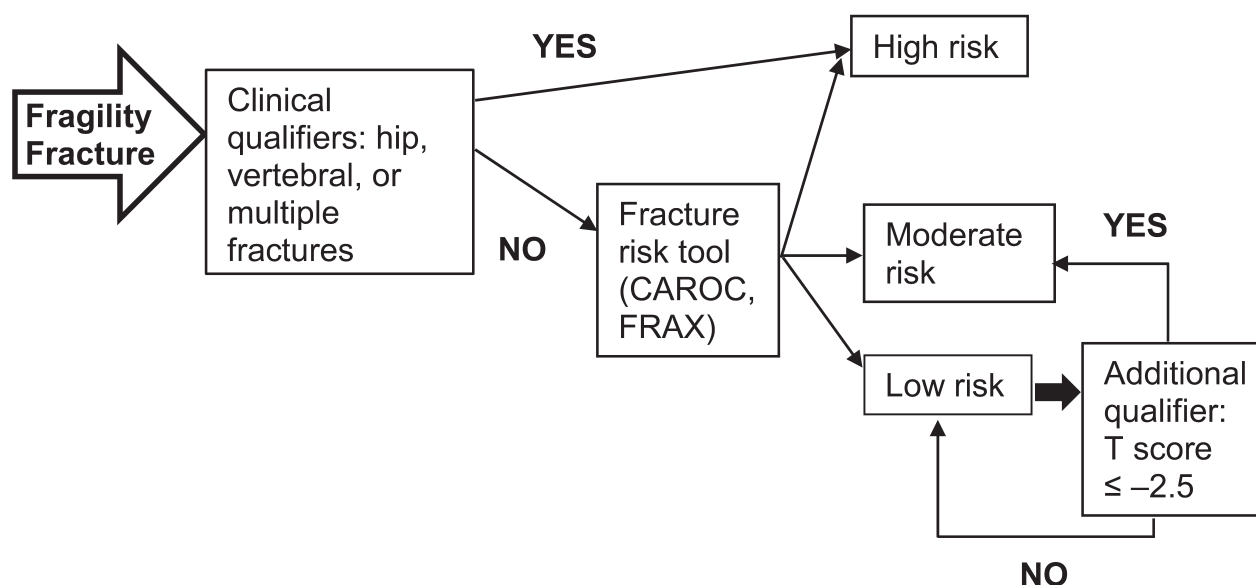 Fragility
Fracture
Clinical
qualifiers: hip,
vertebral, or
multiple
fractures
YES
High risk
NO
Fracture
risk tool
(CAROC,
FRAX)
Moderate
risk
YES
Low risk
Additional
qualifier:
T score
≤ –2.5
NO